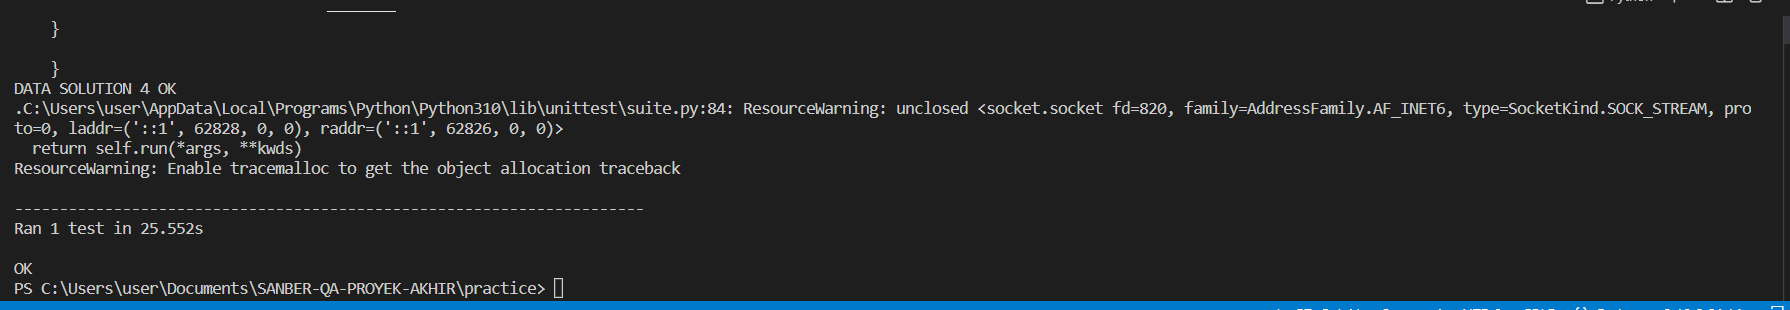 }
}
DATA SOLUTION 4 OK
.C:\Users\user\AppData\Local\Programs\Python\Python310\lib\unittest\suite.py:84: ResourceWarning: unclosed <socket.socket fd=820, family=AddressFamily.AF_INET6, type=SocketKind.SOCK_STREAM, pro
to=0, laddr=('::1', 62828, 0, 0), raddr=('::1', 62826, 0, 0)>
return self.run(*args, **kwds)
ResourceWarning: Enable tracemalloc to get the object allocation traceback
----------------------------------------------------------------------
Ran 1 test in 25.552s
OK
PS C:\Users\user\Documents\SANBER-QA-PROYEK-AKHIR\practice>